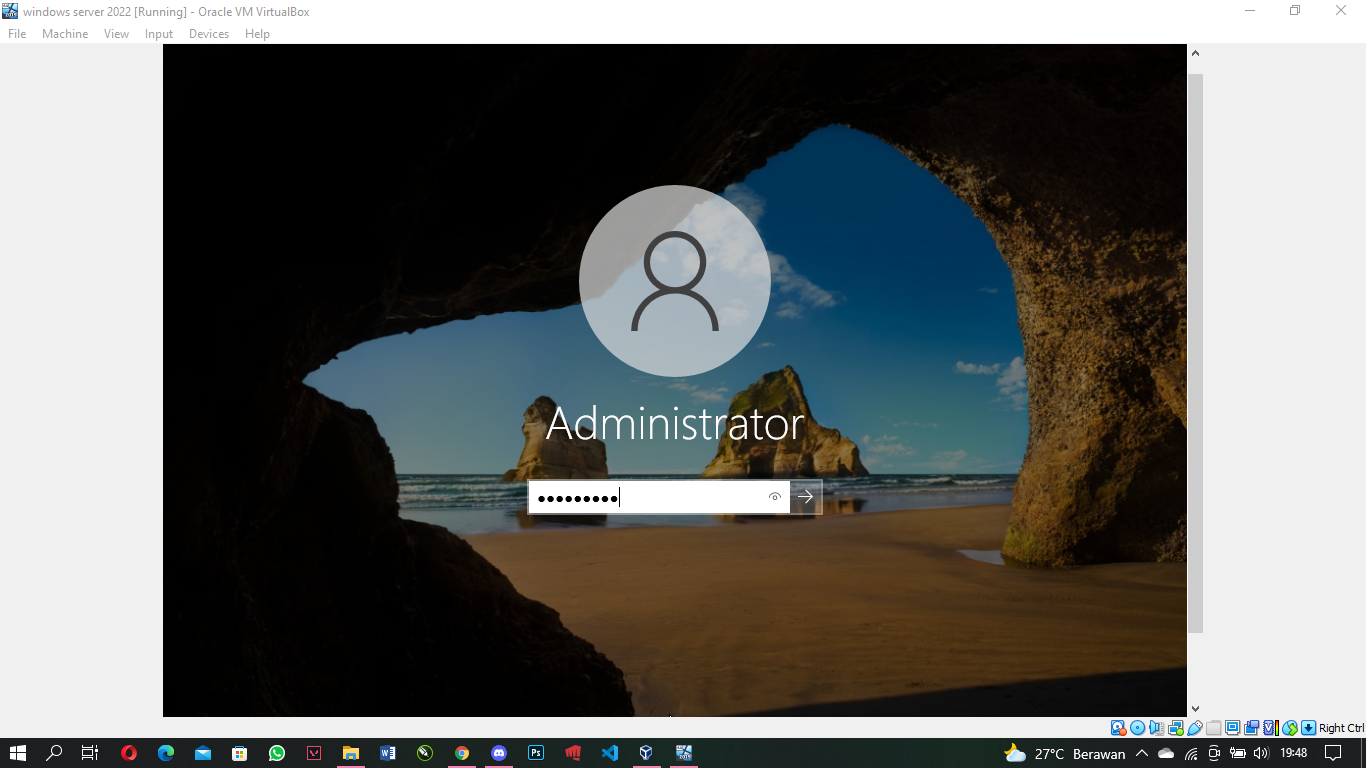 windows server 2022 [Running] - Oracle VM VirtualBox
File Machine View Input Devices Help
Administrator
●●●●●●●●●
Right Ctrl
27°C Berawan 19:48